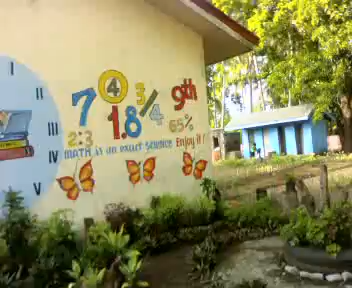 I
II
III
IV
V
7 4 3/4 9th
2:3 1.8 65%
MATH is an exact science Enjoy it!